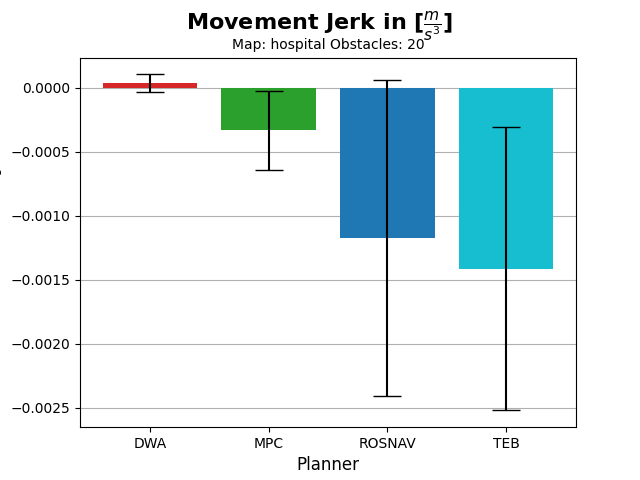 Movement Jerk in [m/s³]
Map: hospital Obstacles: 20
0.0000
−0.0005
−0.0010
−0.0015
−0.0020
−0.0025
DWA MPC ROSNAV TEB
Planner